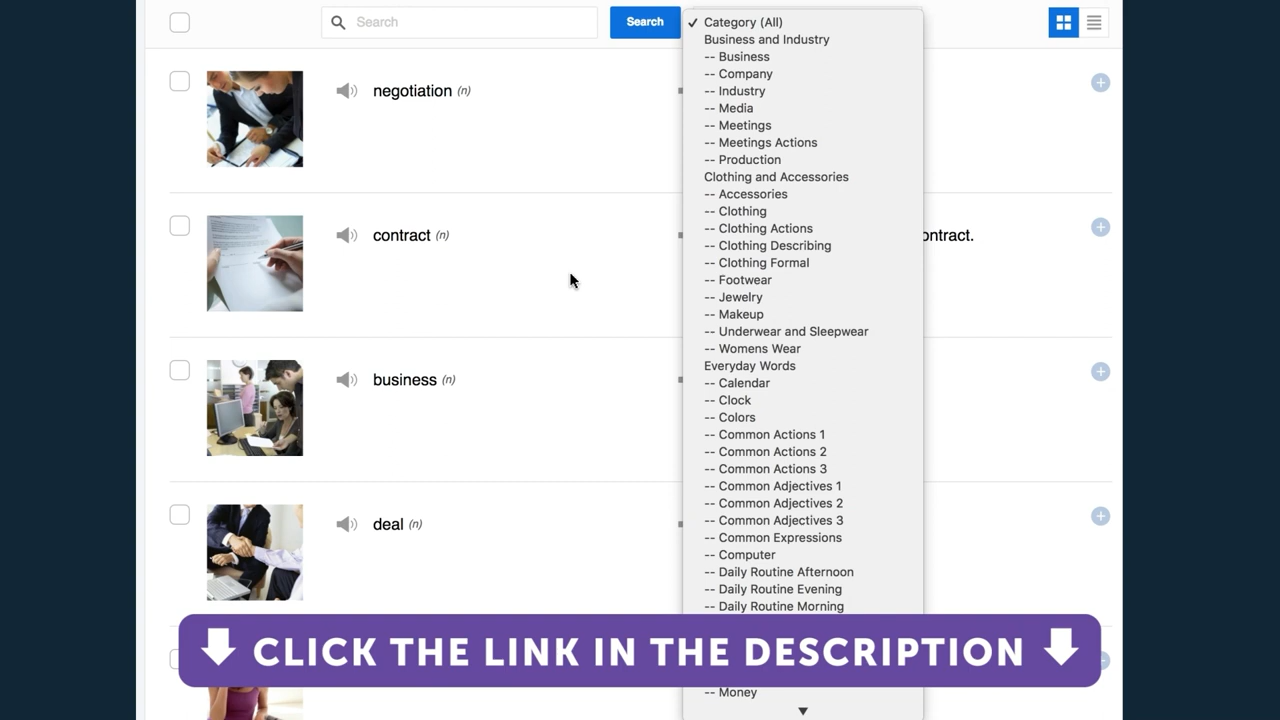 Search
Search
✓ Category (All)
Business and Industry
-- Business
-- Company
-- Industry
-- Media
-- Meetings
-- Meetings Actions
-- Production
Clothing and Accessories
-- Accessories
-- Clothing
-- Clothing Actions
-- Clothing Describing
-- Clothing Formal
-- Footwear
-- Jewelry
-- Makeup
-- Underwear and Sleepwear
-- Womens Wear
Everyday Words
-- Calendar
-- Clock
-- Colors
-- Common Actions 1
-- Common Actions 2
-- Common Actions 3
-- Common Adjectives 1
-- Common Adjectives 2
-- Common Adjectives 3
-- Common Expressions
-- Computer
-- Daily Routine Afternoon
-- Daily Routine Evening
-- Daily Routine Morning
-- Money
negotiation (n)
contract (n)
ontract.
business (n)
deal (n)
CLICK THE LINK IN THE DESCRIPTION